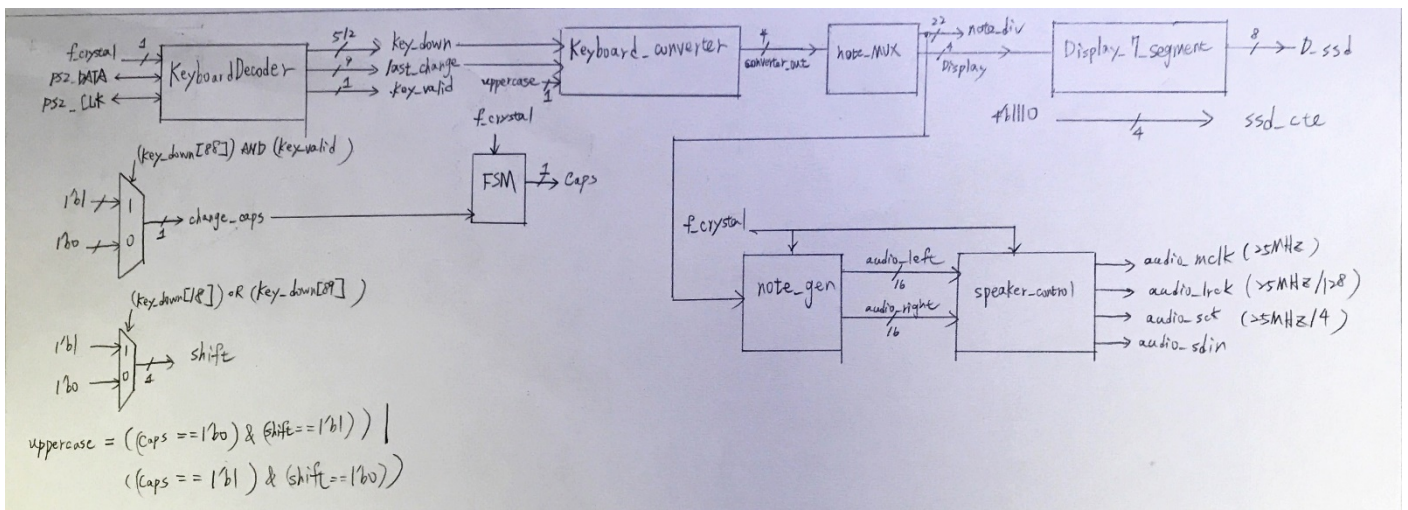 f_crystal 1
PS2_DATA
PS2_CLK
KeyboardDecoder
512 key_down
9 last_change
1 key_valid
uppercase 1
Keyboard_converter
4
converter_out
note_MUX
22 note_div
4
Display
Display_7_segment
8 D_ssd
4'b1110 4 ssd_cte
(key_down[88]) AND (key_valid)
1'b1 1
1'b0 0
1 change_caps
f_crystal
FSM 1 Caps
(key_down[18]) OR (key_down[89])
1'b1 1
1'b0 0
1 shift
f_crystal
note_gen
audio_left
16
audio_right
16
speaker_control
audio_mclk (25MHz)
audio_lrck (25MHz/128)
audio_sck (25MHz/4)
audio_sdin
uppercase = ((Caps == 1'b0) & (shift == 1'b1)) |
((Caps == 1'b1) & (shift == 1'b0))